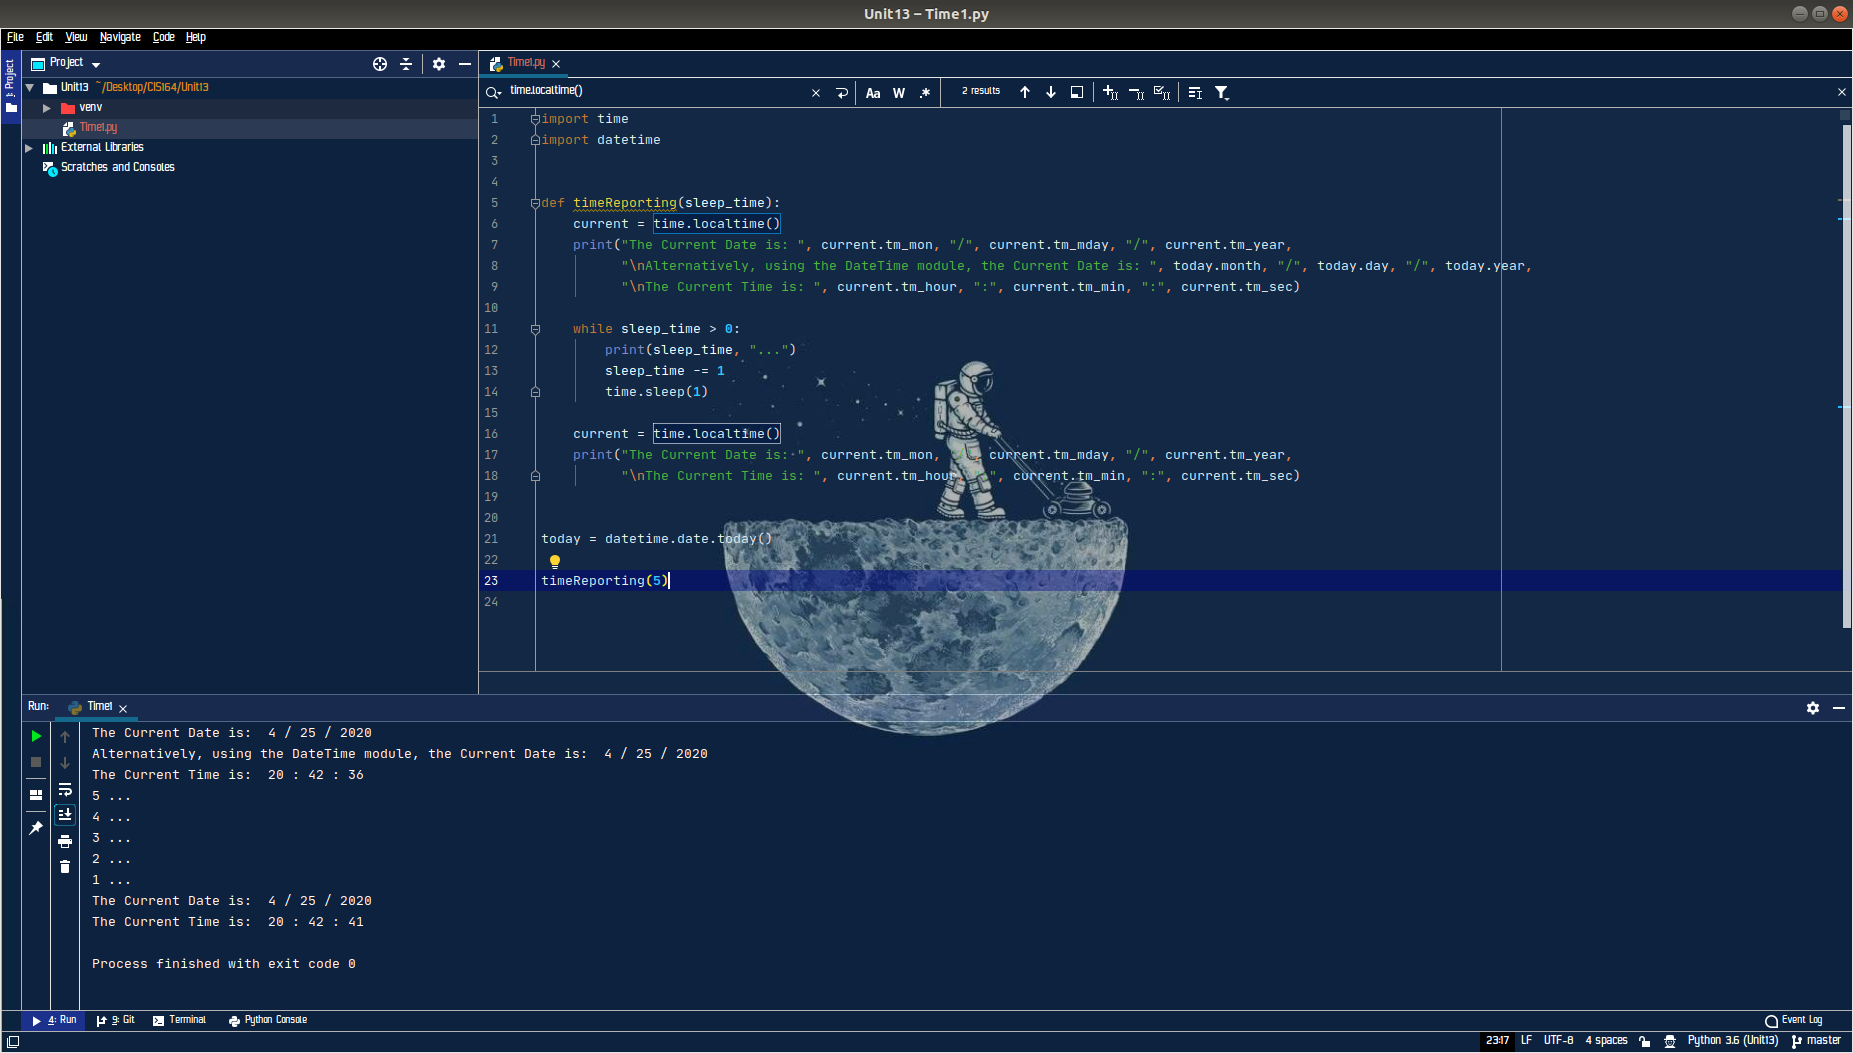 Unit13 – Time1.py
File Edit View Navigate Code Help
1: Project
Project
Time1.py
Unit13 ~/Desktop/CIS164/Unit13
venv
Time1.py
External Libraries
Scratches and Consoles
time.localtime()
Aa W .* 2 results
1 import time
2 import datetime
3
4
5 def timeReporting(sleep_time):
6     current = time.localtime()
7     print("The Current Date is: ", current.tm_mon, "/", current.tm_mday, "/", current.tm_year,
8           "\nAlternatively, using the DateTime module, the Current Date is: ", today.month, "/", today.day, "/", today.year,
9           "\nThe Current Time is: ", current.tm_hour, ":", current.tm_min, ":", current.tm_sec)
10
11     while sleep_time > 0:
12         print(sleep_time, "...")
13         sleep_time -= 1
14         time.sleep(1)
15
16     current = time.localtime()
17     print("The Current Date is: ", current.tm_mon, "/", current.tm_mday, "/", current.tm_year,
18           "\nThe Current Time is: ", current.tm_hour, ":", current.tm_min, ":", current.tm_sec)
19
20
21 today = datetime.date.today()
22
23 timeReporting(5)
24
Run: Time1
The Current Date is:  4 / 25 / 2020
Alternatively, using the DateTime module, the Current Date is:  4 / 25 / 2020
The Current Time is:  20 : 42 : 36
5 ...
4 ...
3 ...
2 ...
1 ...
The Current Date is:  4 / 25 / 2020
The Current Time is:  20 : 42 : 41
Process finished with exit code 0
4: Run 9: Git Terminal Python Console Event Log
23:17 LF UTF-8 4 spaces Python 3.6 (Unit13) master